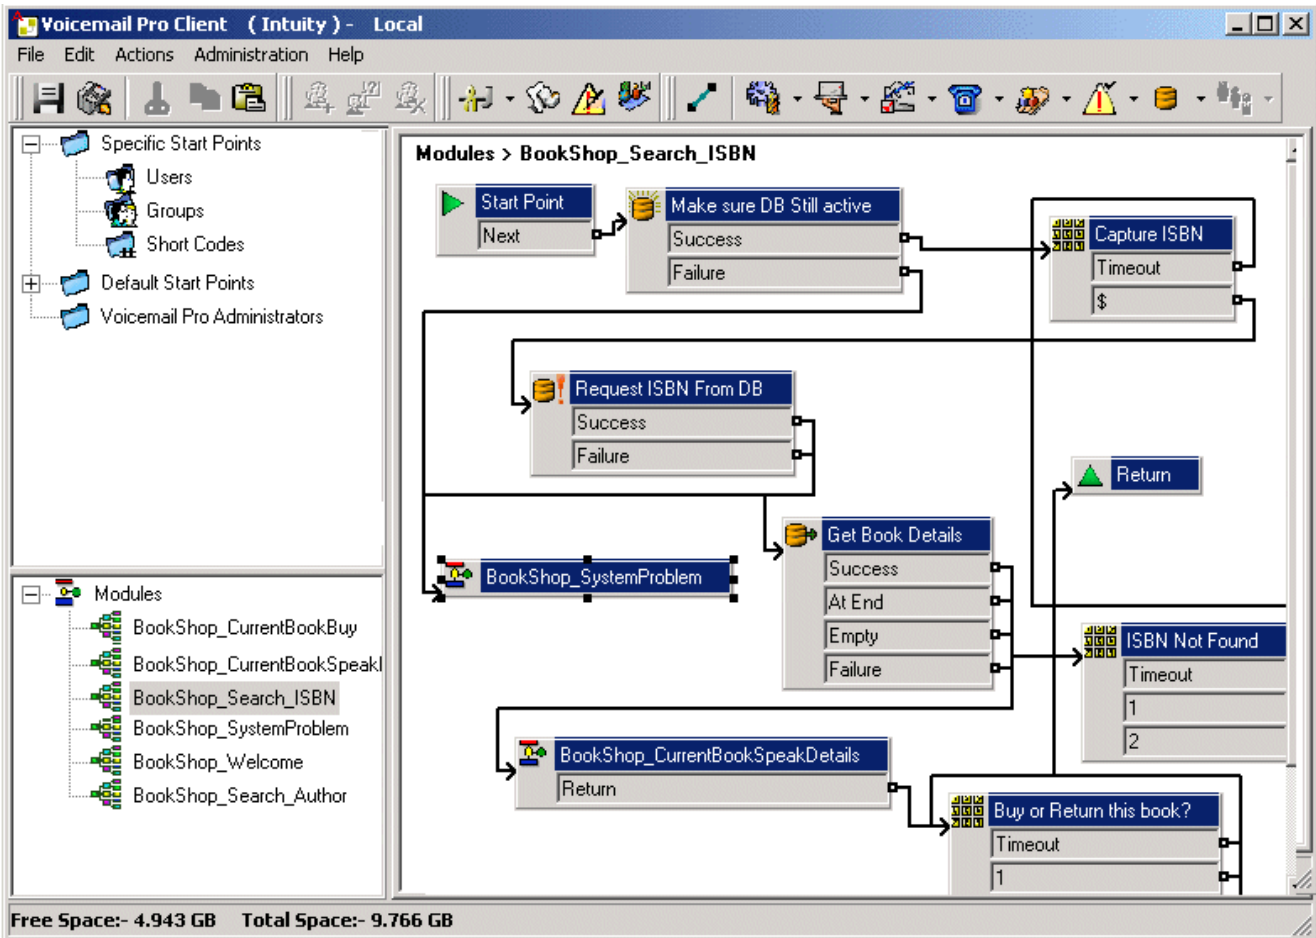 Voicemail Pro Client ( Intuity ) - Local
File Edit Actions Administration Help
Specific Start Points
Users
Groups
Short Codes
Default Start Points
Voicemail Pro Administrators
Modules
BookShop_CurrentBookBuy
BookShop_CurrentBookSpeak
BookShop_Search_ISBN
BookShop_SystemProblem
BookShop_Welcome
BookShop_Search_Author
Modules > BookShop_Search_ISBN
Start Point
Next
Make sure DB Still active
Success
Failure
Capture ISBN
Timeout
$
Request ISBN From DB
Success
Failure
Return
Get Book Details
Success
At End
Empty
Failure
BookShop_SystemProblem
ISBN Not Found
Timeout
1
2
BookShop_CurrentBookSpeakDetails
Return
Buy or Return this book?
Timeout
1
Free Space:- 4.943 GB Total Space:- 9.766 GB